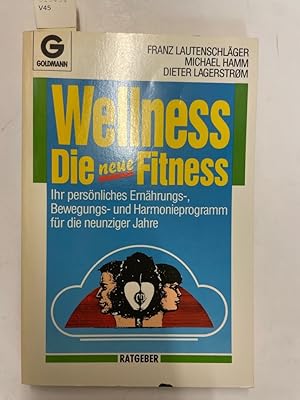 V45
G
GOLDMANN
FRANZ LAUTENSCHLÄGER
MICHAEL HAMM
DIETER LAGERSTRØM
Wellness
Die neue Fitness
Ihr persönliches Ernährungs-,
Bewegungs- und Harmonieprogramm
für die neunziger Jahre
RATGEBER